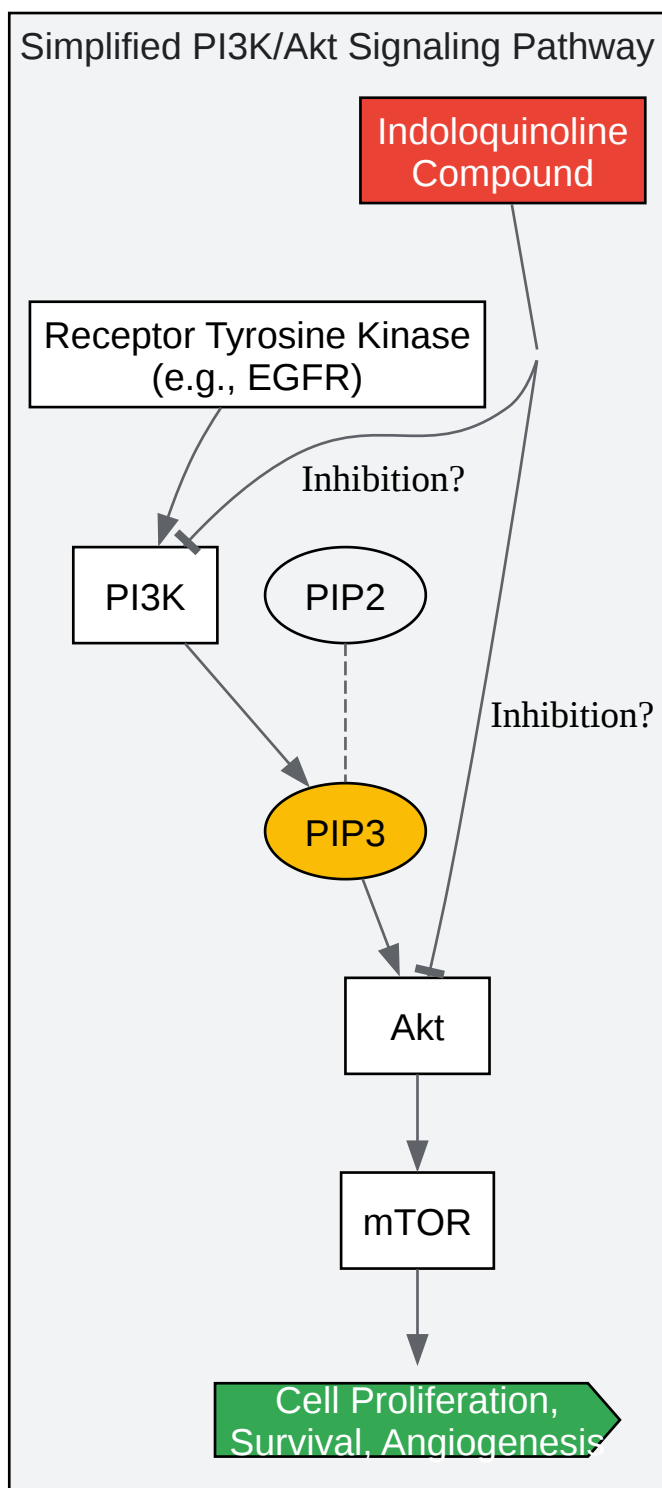 Simplified PI3K/Akt Signaling Pathway
Indoloquinoline
Compound
Receptor Tyrosine Kinase
(e.g., EGFR)
Inhibition?
PI3K
PIP2
Inhibition?
PIP3
Akt
mTOR
Cell Proliferation,
Survival, Angiogenesis